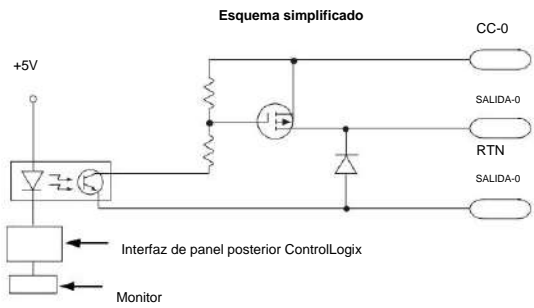 Esquema simplificado
CC-0
+5V
SALIDA-0
RTN
SALIDA-0
Interfaz de panel posterior ControlLogix
Monitor